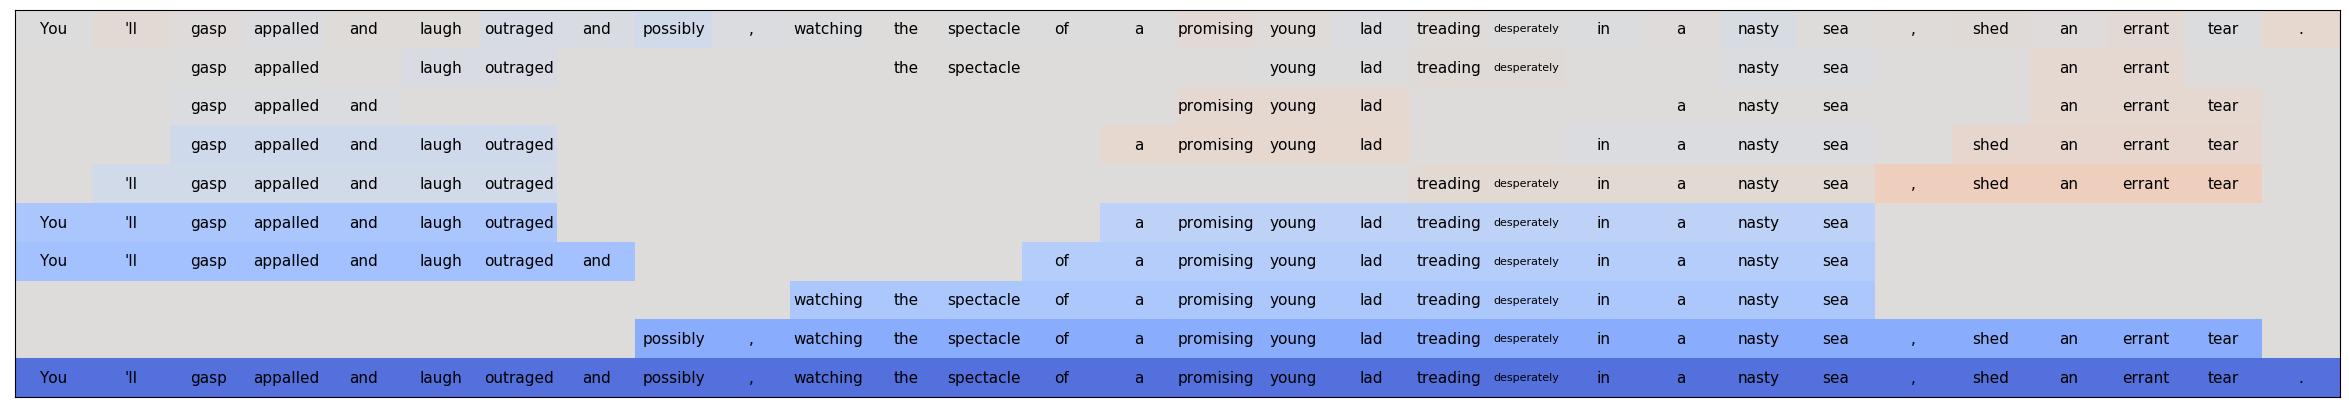 You 'll gasp appalled and laugh outraged and possibly , watching the spectacle of a promising young lad treading desperately in a nasty sea , shed an errant tear .
gasp appalled laugh outraged the spectacle young lad treading desperately nasty sea an errant
gasp appalled and promising young lad a nasty sea an errant tear
gasp appalled and laugh outraged a promising young lad in a nasty sea shed an errant tear
'll gasp appalled and laugh outraged treading desperately in a nasty sea , shed an errant tear
You 'll gasp appalled and laugh outraged a promising young lad treading desperately in a nasty sea
You 'll gasp appalled and laugh outraged and of a promising young lad treading desperately in a nasty sea
watching the spectacle of a promising young lad treading desperately in a nasty sea
possibly , watching the spectacle of a promising young lad treading desperately in a nasty sea , shed an errant tear
You 'll gasp appalled and laugh outraged and possibly , watching the spectacle of a promising young lad treading desperately in a nasty sea , shed an errant tear .